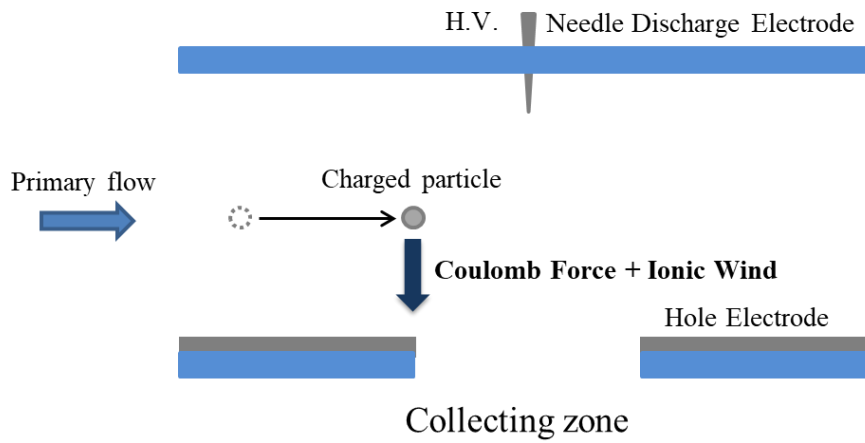 H.V.
Needle Discharge Electrode
Primary flow
Charged particle
Coulomb Force + Ionic Wind
Hole Electrode
Collecting zone